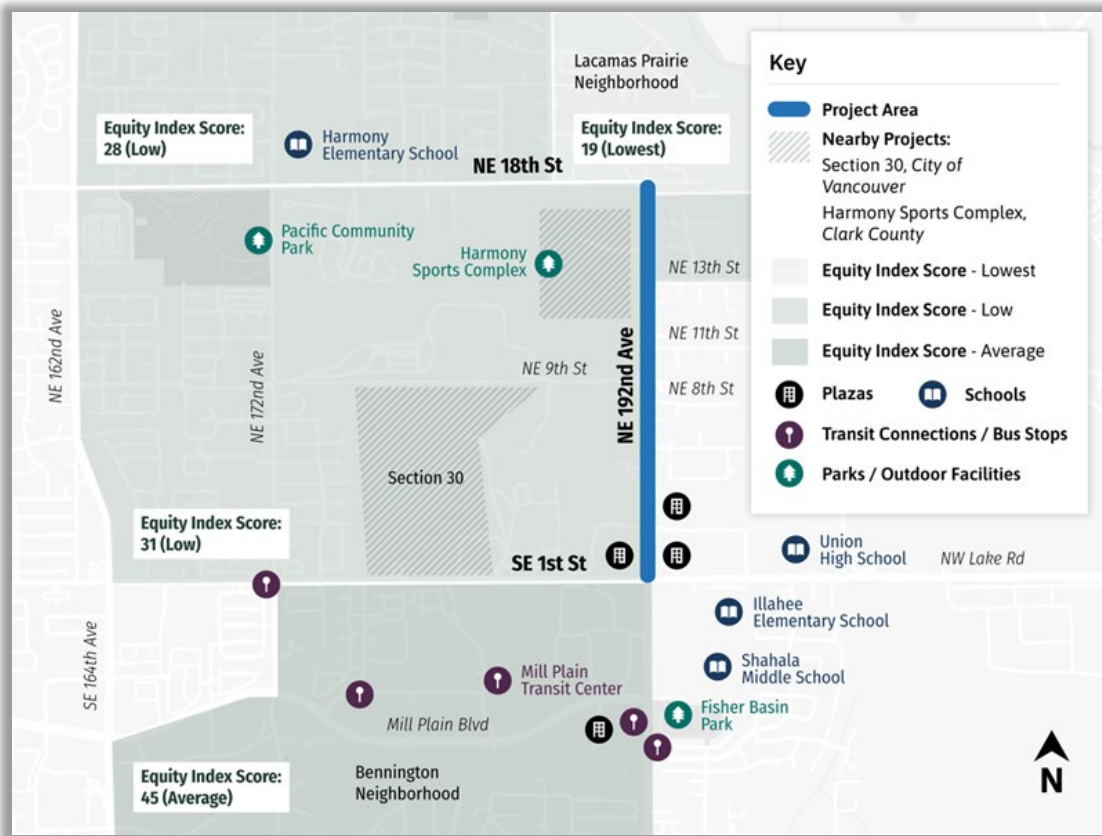 Lacamas Prairie
Neighborhood
Equity Index Score:
28 (Low)
Harmony
Elementary School
Equity Index Score:
19 (Lowest)
NE 18th St
Pacific Community
Park
Harmony
Sports Complex
NE 13th St
NE 11th St
NE 162nd Ave
NE 172nd Ave
NE 9th St
NE 192nd Ave
NE 8th St
Section 30
Equity Index Score:
31 (Low)
SE 1st St
Union
High School
NW Lake Rd
Illahee
Elementary School
SE 164th Ave
Mill Plain
Transit Center
Shahala
Middle School
Mill Plain Blvd
Fisher Basin
Park
Equity Index Score:
45 (Average)
Bennington
Neighborhood
N
Key
Project Area
Nearby Projects:
Section 30, City of
Vancouver
Harmony Sports Complex,
Clark County
Equity Index Score - Lowest
Equity Index Score - Low
Equity Index Score - Average
Plazas
Schools
Transit Connections / Bus Stops
Parks / Outdoor Facilities